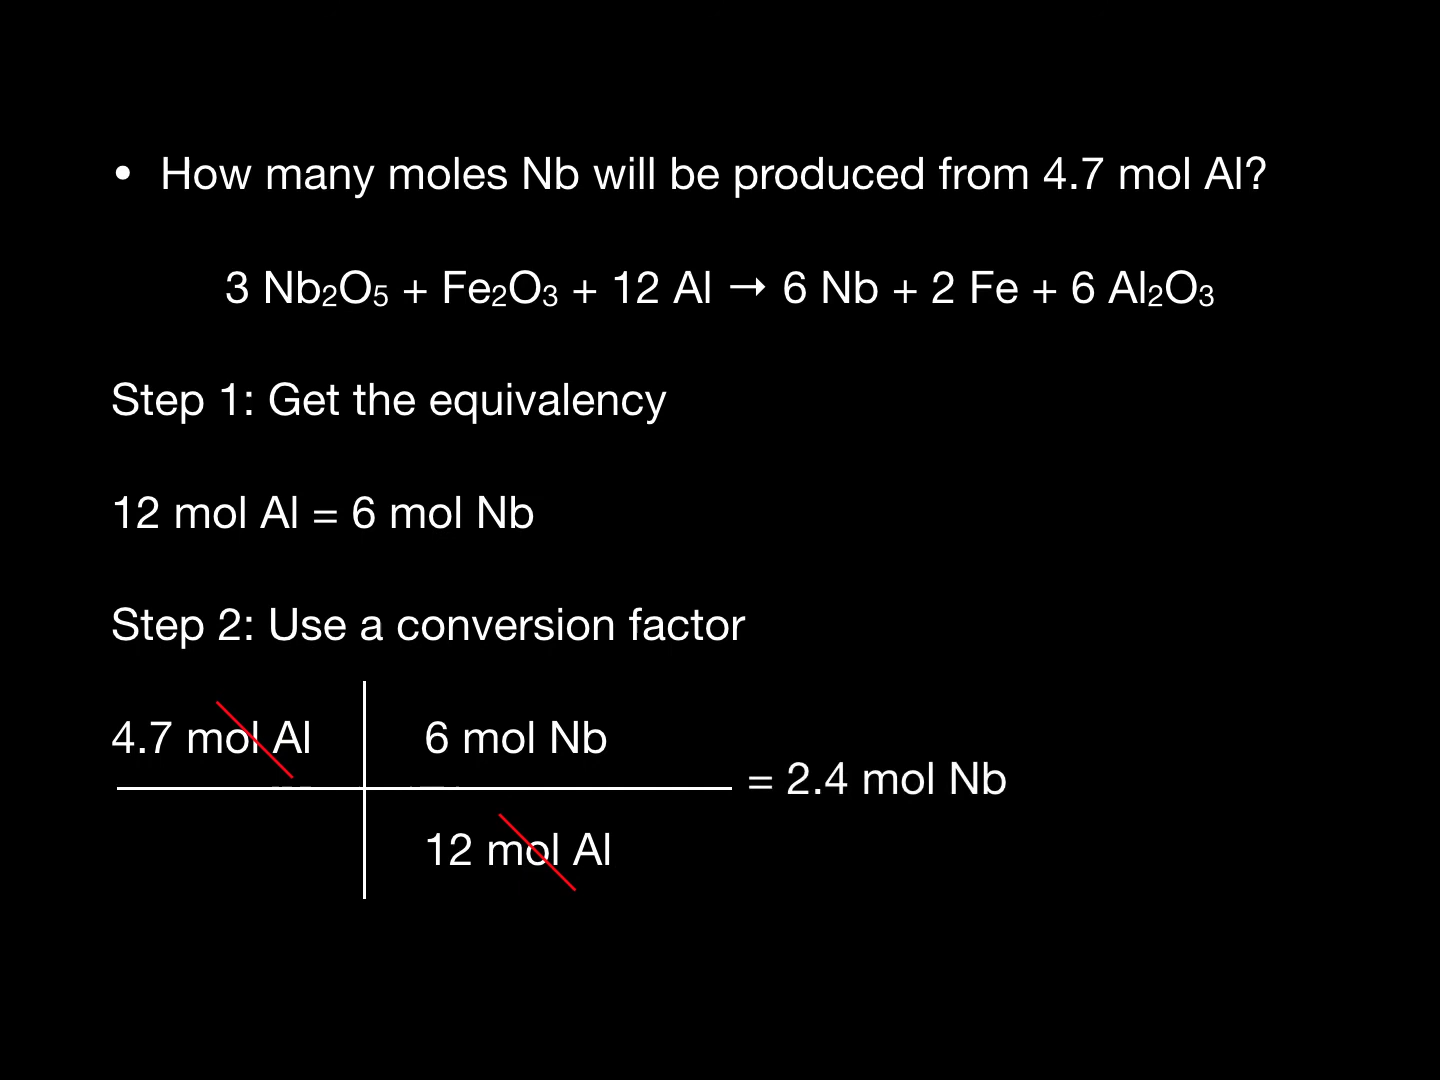 • How many moles Nb will be produced from 4.7 mol Al?
3 Nb₂O₅ + Fe₂O₃ + 12 Al → 6 Nb + 2 Fe + 6 Al₂O₃
Step 1: Get the equivalency
12 mol Al = 6 mol Nb
Step 2: Use a conversion factor
4.7 mol Al 6 mol Nb
= 2.4 mol Nb
12 mol Al